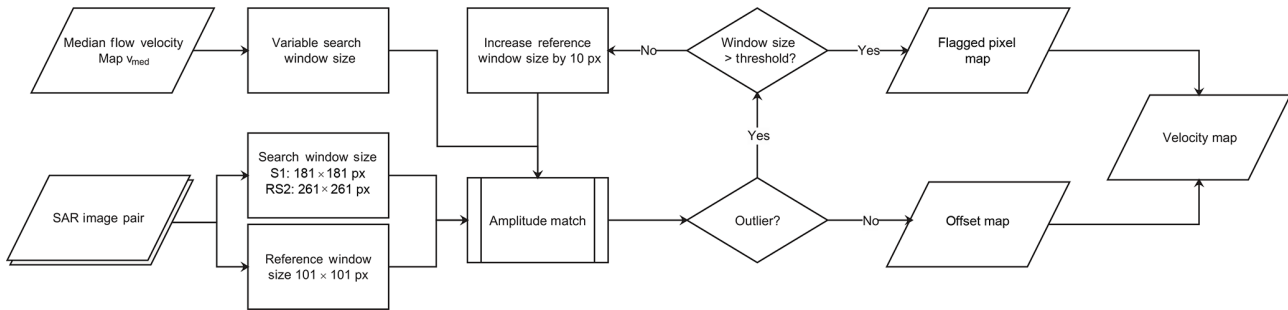 Median flow velocity
Map vmed
Variable search
window size
Increase reference
window size by 10 px
No
Window size
> threshold?
Yes
Flagged pixel
map
Velocity map
Yes
SAR image pair
Search window size
S1: 181 × 181 px
RS2: 261 × 261 px
Reference window
size 101 × 101 px
Amplitude match
Outlier?
No
Offset map